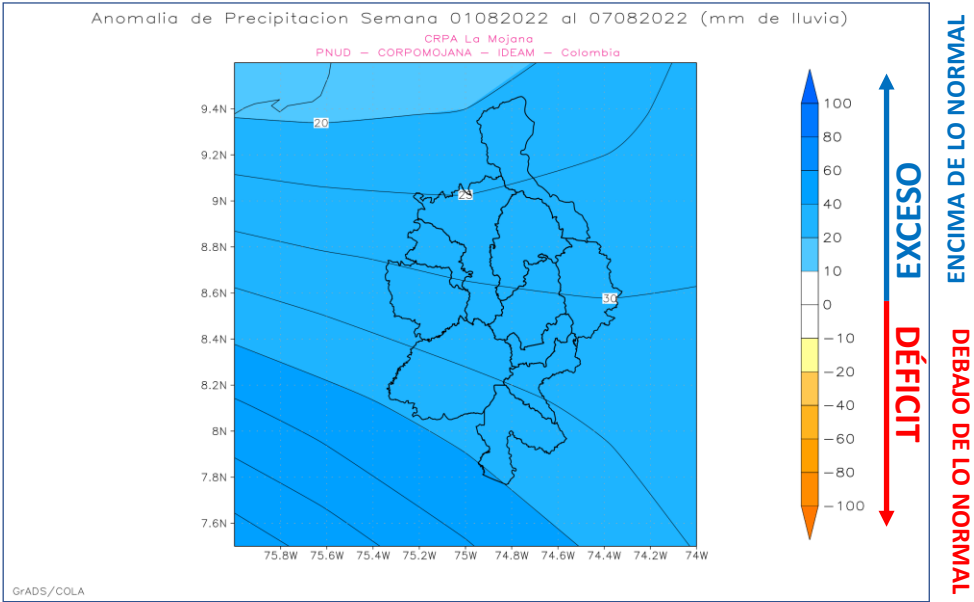 Anomalia de Precipitacion Semana 01082022 al 07082022 (mm de lluvia)
CRPA La Mojana
PNUD – CORPOMOJANA – IDEAM – Colombia
9.4N
9.2N
9N
8.8N
8.6N
8.4N
8.2N
8N
7.8N
7.6N
75.8W 75.6W 75.4W 75.2W 75W 74.8W 74.6W 74.4W 74.2W 74W
20
25
30
100
80
60
40
20
10
0
−10
−20
−40
−60
−80
−100
EXCESO
DÉFICIT
ENCIMA DE LO NORMAL
DEBAJO DE LO NORMAL
GrADS/COLA